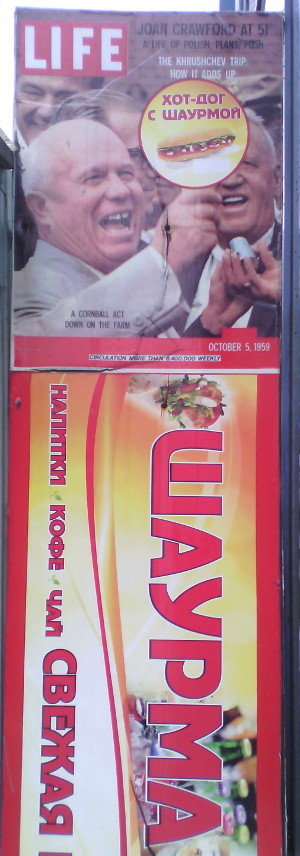 LIFE
JOAN CRAWFORD AT 51
A LIFE OF POLISH, PLANS, POSH
THE KHRUSHCHEV TRIP
HOW IT ADDS UP
ХОТ-ДОГ
С ШАУРМОЙ
A CORNBALL ACT
DOWN ON THE FARM
OCTOBER 5, 1959
CIRCULATION MORE THAN 6,400,000 WEEKLY
ШАУРМА
НАПИТКИ КОФЕ ЧАЙ
СВЕЖАЯ